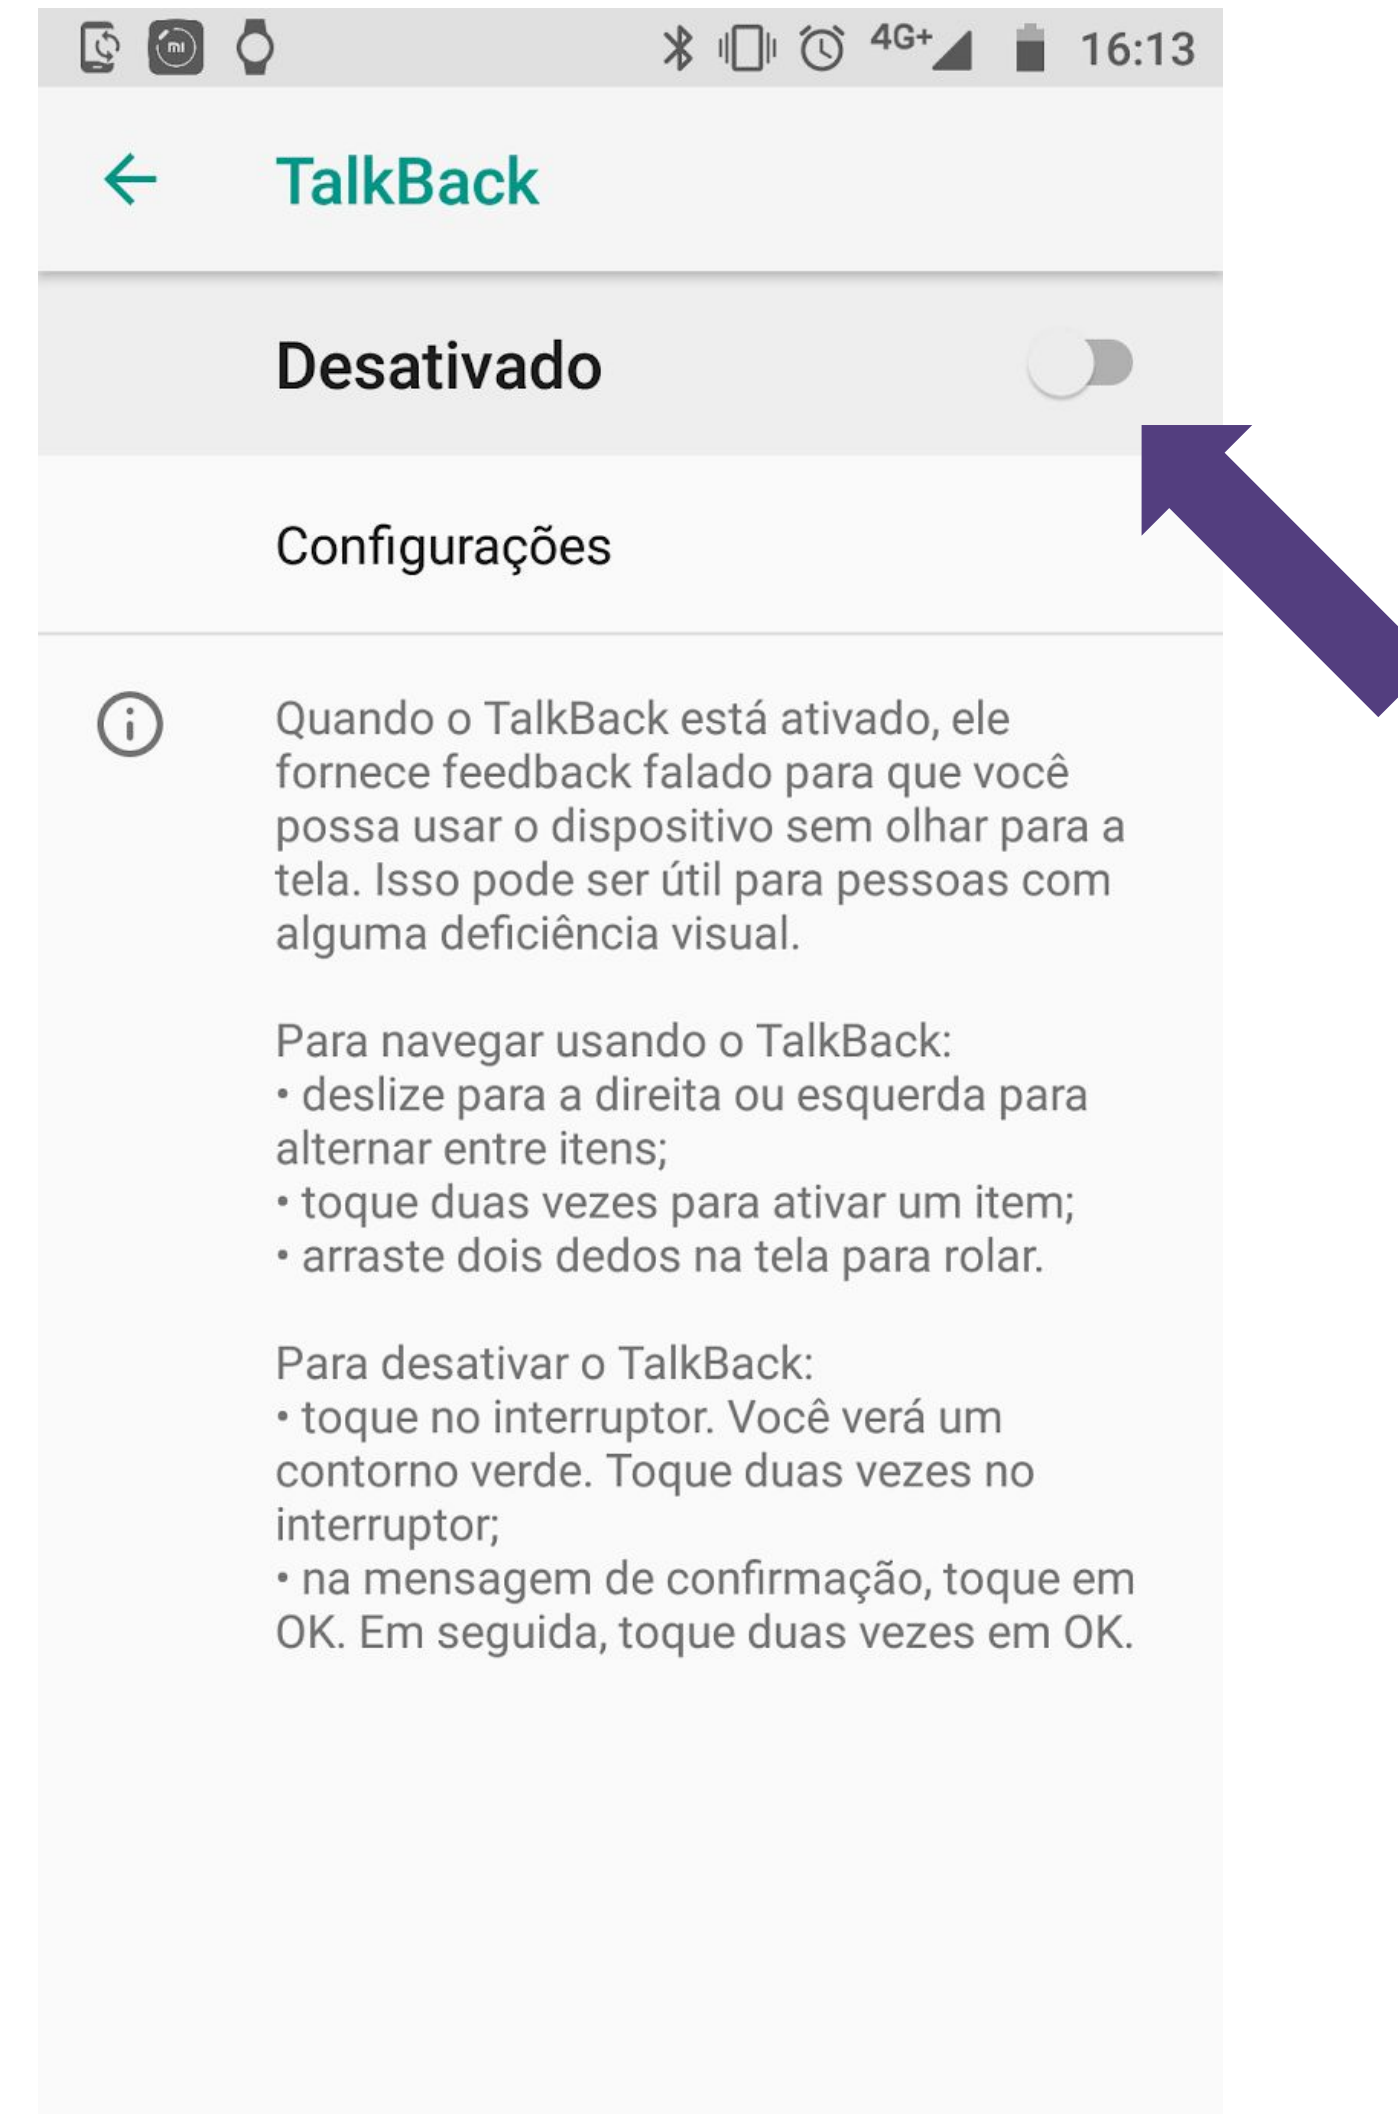 4G+ 16:13
TalkBack
Desativado
Configurações
Quando o TalkBack está ativado, ele
fornece feedback falado para que você
possa usar o dispositivo sem olhar para a
tela. Isso pode ser útil para pessoas com
alguma deficiência visual.
Para navegar usando o TalkBack:
• deslize para a direita ou esquerda para
alternar entre itens;
• toque duas vezes para ativar um item;
• arraste dois dedos na tela para rolar.
Para desativar o TalkBack:
• toque no interruptor. Você verá um
contorno verde. Toque duas vezes no
interruptor;
• na mensagem de confirmação, toque em
OK. Em seguida, toque duas vezes em OK.